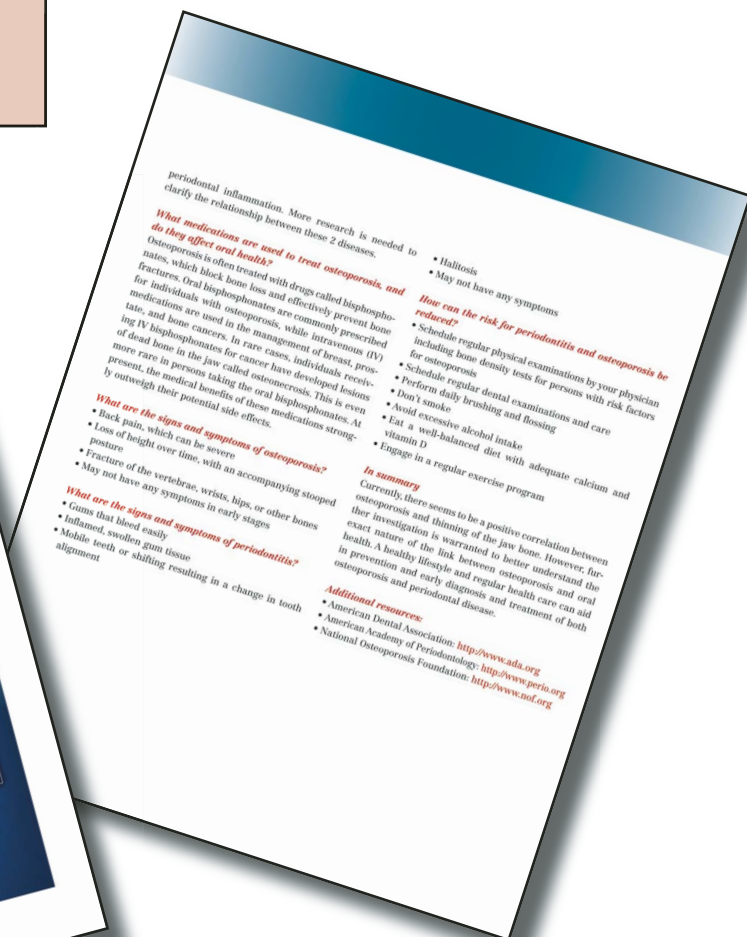 periodontal inflammation. More research is needed to
clarify the relationship between these 2 diseases.
What medications are used to treat osteoporosis, and
do they affect oral health?
Osteoporosis is often treated with drugs called bisphospho-
nates, which block bone loss and effectively prevent bone
fractures. Oral bisphosphonates are commonly prescribed
for individuals with osteoporosis, while intravenous (IV)
medications are used in the management of breast, pros-
tate, and bone cancers. In rare cases, individuals receiv-
ing IV bisphosphonates for cancer have developed lesions
of dead bone in the jaw called osteonecrosis. This is even
more rare in persons taking the oral bisphosphonates. At
present, the medical benefits of these medications strong-
ly outweigh their potential side effects.
What are the signs and symptoms of osteoporosis?
• Back pain, which can be severe
• Loss of height over time, with an accompanying stooped
posture
• Fracture of the vertebrae, wrists, hips, or other bones
• May not have any symptoms in early stages
What are the signs and symptoms of periodontitis?
• Gums that bleed easily
• Inflamed, swollen gum tissue
• Mobile teeth or shifting resulting in a change in tooth
alignment
• Halitosis
• May not have any symptoms
How can the risk for periodontitis and osteoporosis be
reduced?
• Schedule regular physical examinations by your physician
including bone density tests for persons with risk factors
for osteoporosis
• Schedule regular dental examinations and care
• Perform daily brushing and flossing
• Don't smoke
• Avoid excessive alcohol intake
• Eat a well-balanced diet with adequate calcium and
vitamin D
• Engage in a regular exercise program
In summary
Currently, there seems to be a positive correlation between
osteoporosis and thinning of the jaw bone. However, fur-
ther investigation is warranted to better understand the
exact nature of the link between osteoporosis and oral
health. A healthy lifestyle and regular health care can aid
in prevention and early diagnosis and treatment of both
osteoporosis and periodontal disease.
Additional resources:
• American Dental Association: http://www.ada.org
• American Academy of Periodontology: http://www.perio.org
• National Osteoporosis Foundation: http://www.nof.org